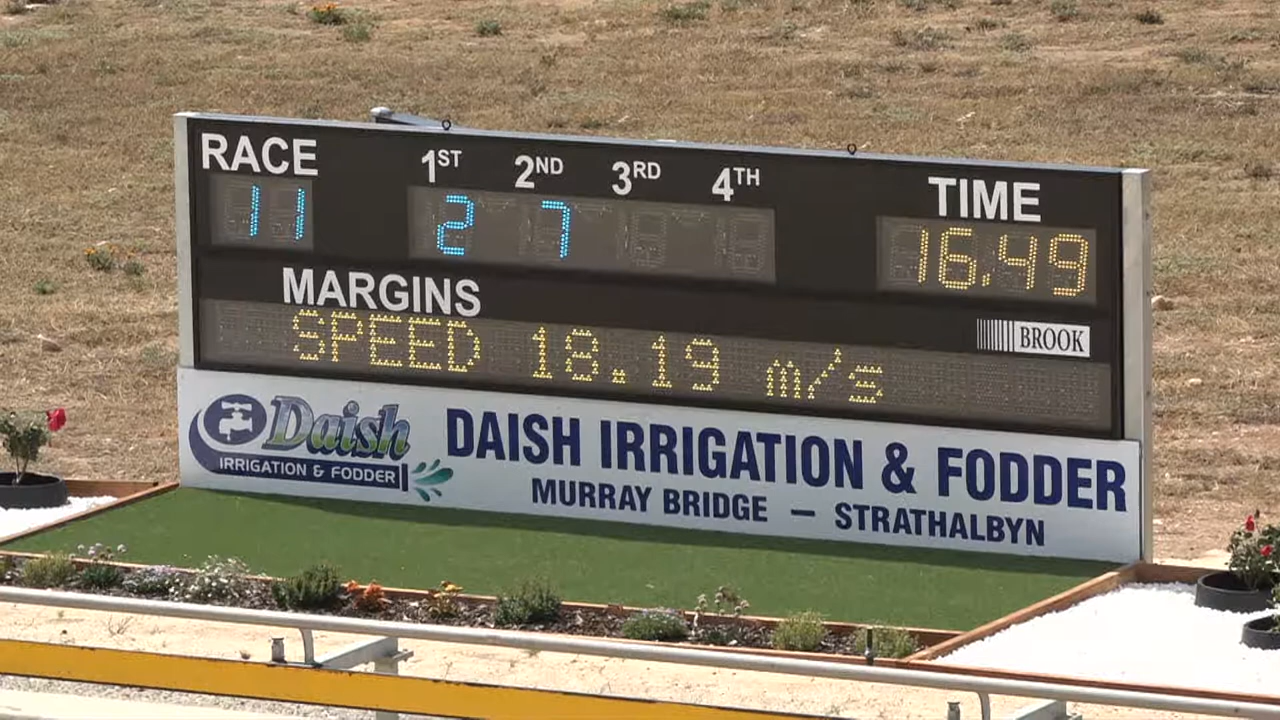 RACE 1ST 2ND 3RD 4TH TIME
11 2 7 16.49
MARGINS
BROOK
SPEED 18.19 m/s
Daish
IRRIGATION & FODDER
DAISH IRRIGATION & FODDER
MURRAY BRIDGE – STRATHALBYN